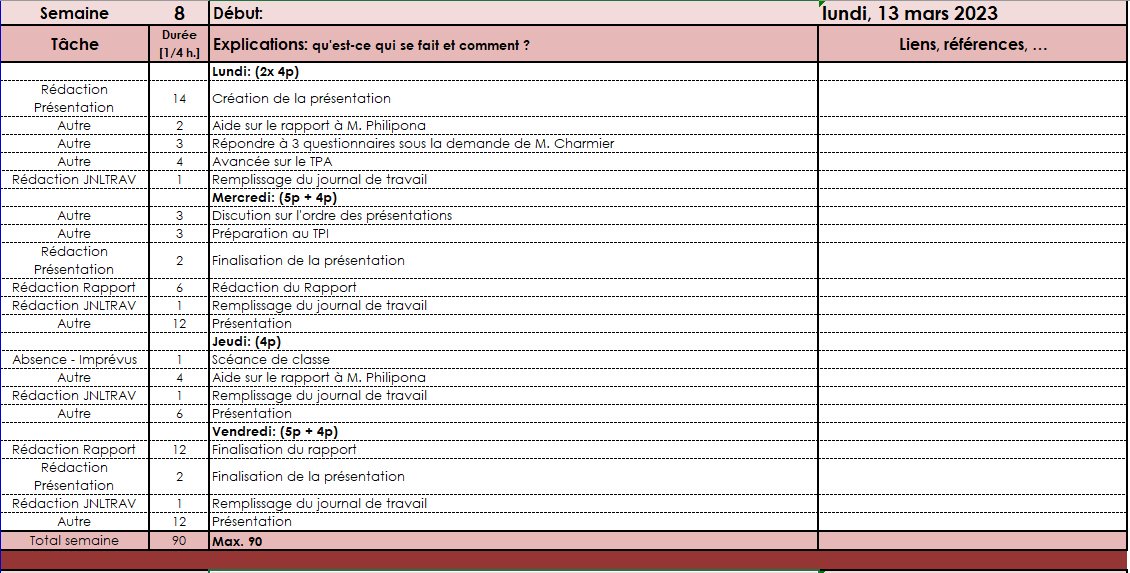 Semaine 8 Début: lundi, 13 mars 2023
Tâche Durée [1/4 h.] Explications: qu'est-ce qui se fait et comment ? Liens, références, …
Lundi: (2x 4p)
Rédaction Présentation 14 Création de la présentation
Autre 2 Aide sur le rapport à M. Philipona
Autre 3 Répondre à 3 questionnaires sous la demande de M. Charmier
Autre 4 Avancée sur le TPA
Rédaction JNLTRAV 1 Remplissage du journal de travail
Mercredi: (5p + 4p)
Autre 3 Discution sur l'ordre des présentations
Autre 3 Préparation au TPI
Rédaction Présentation 2 Finalisation de la présentation
Rédaction Rapport 6 Rédaction du Rapport
Rédaction JNLTRAV 1 Remplissage du journal de travail
Autre 12 Présentation
Jeudi: (4p)
Absence - Imprévus 1 Scéance de classe
Autre 4 Aide sur le rapport à M. Philipona
Rédaction JNLTRAV 1 Remplissage du journal de travail
Autre 6 Présentation
Vendredi: (5p + 4p)
Rédaction Rapport 12 Finalisation du rapport
Rédaction Présentation 2 Finalisation de la présentation
Rédaction JNLTRAV 1 Remplissage du journal de travail
Autre 12 Présentation
Total semaine 90 Max. 90